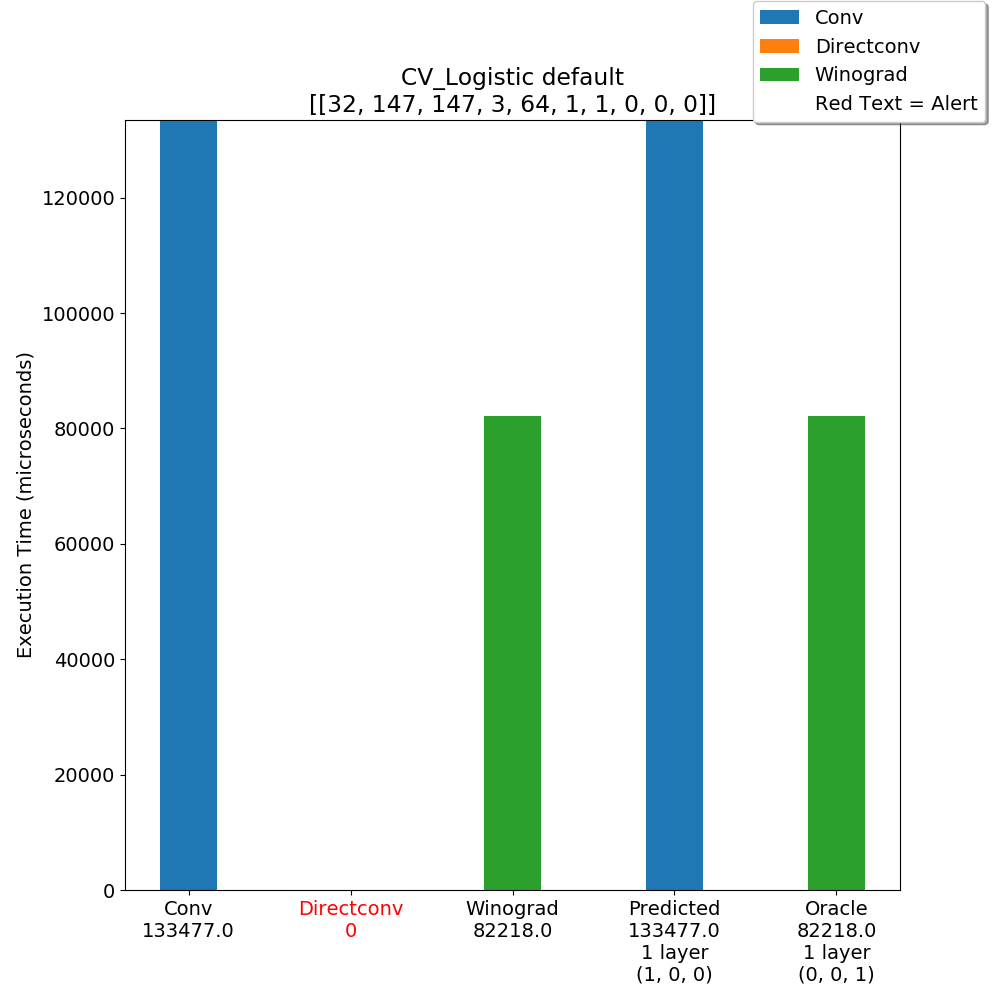 Conv
Directconv
Winograd
Red Text = Alert
CV_Logistic default
[[32, 147, 147, 3, 64, 1, 1, 0, 0, 0]]
Execution Time (microseconds)
120000
100000
80000
60000
40000
20000
0
Conv
133477.0
Directconv
0
Winograd
82218.0
Predicted
133477.0
1 layer
(1, 0, 0)
Oracle
82218.0
1 layer
(0, 0, 1)